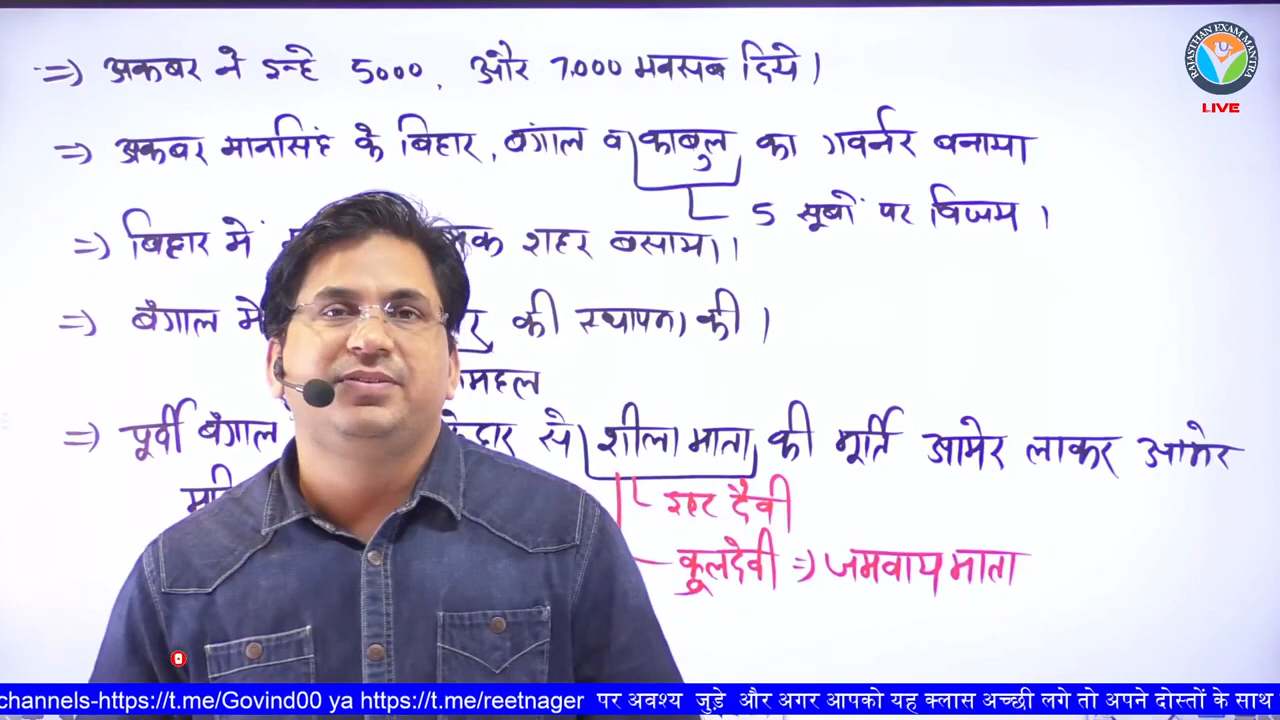 => अकबर ने इन्हे 5000, और 7000 मनसब दिये।
RAJASTHAN EXAM MANTRA
LIVE
=> अकबर मानसिंह के बिहार, बंगाल व काबुल का गवर्नर बनाया
5 सूबों पर विजय।
=> बिहार में शहर बसाया।
=> बंगाल मे की स्थापना की।
महल
=> पूर्वी बंगाल से शीला माता की मूर्ति आमेर लाकर आमेर
इष्ट देवी
कुलदेवी => जमवाय माता
channels-https://t.me/Govind00 ya https://t.me/reetnager पर अवश्य जुड़े और अगर आपको यह क्लास अच्छी लगे तो अपने दोस्तों के साथ